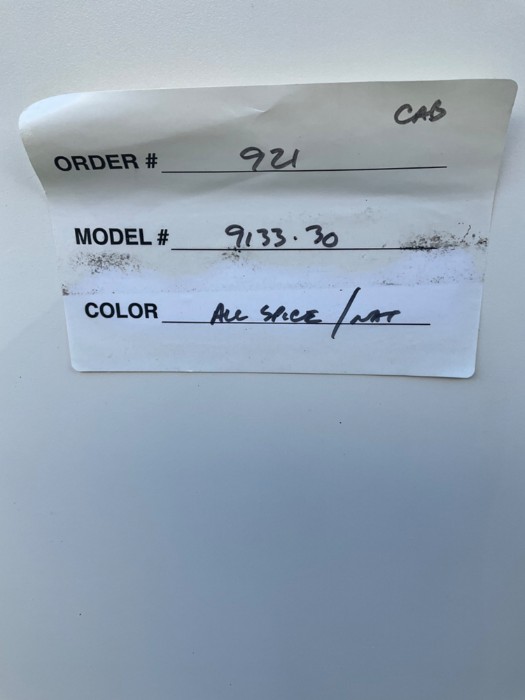 CAB
ORDER # 921
MODEL # 9133.30
COLOR ALL SPICE / NAT